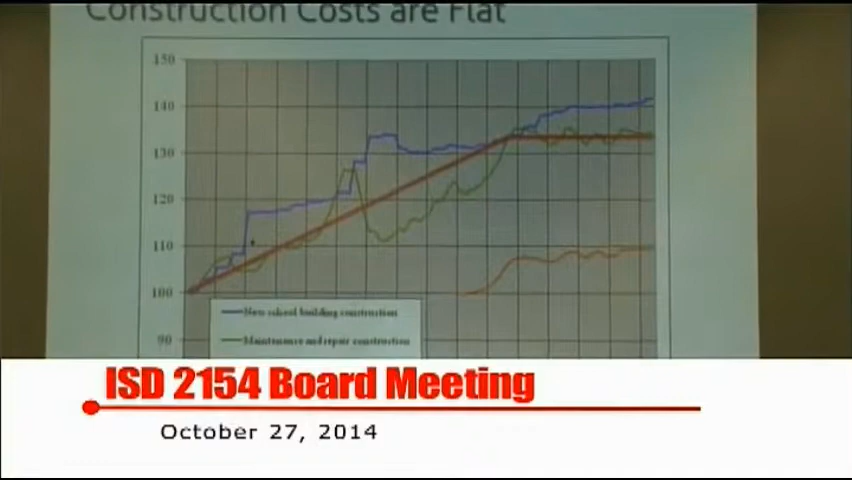 Construction Costs are Flat
150
140
130
120
110
100
90
New school building construction
Maintenance and repair construction
ISD 2154 Board Meeting
October 27, 2014